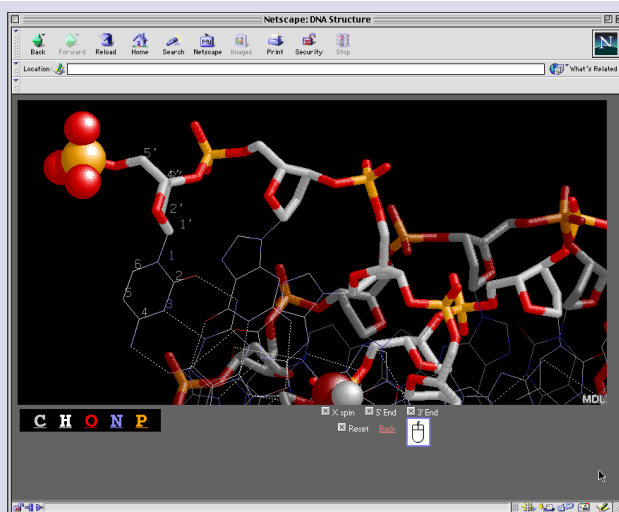 Netscape: DNA Structure
Back Forward Reload Home Search Netscape Images Print Security Stop
N
Location: What's Related
5'
2'
1'
1
6
2
5
3
4
MDL
C H O N P
X spin 5' End 3' End
Reset Back